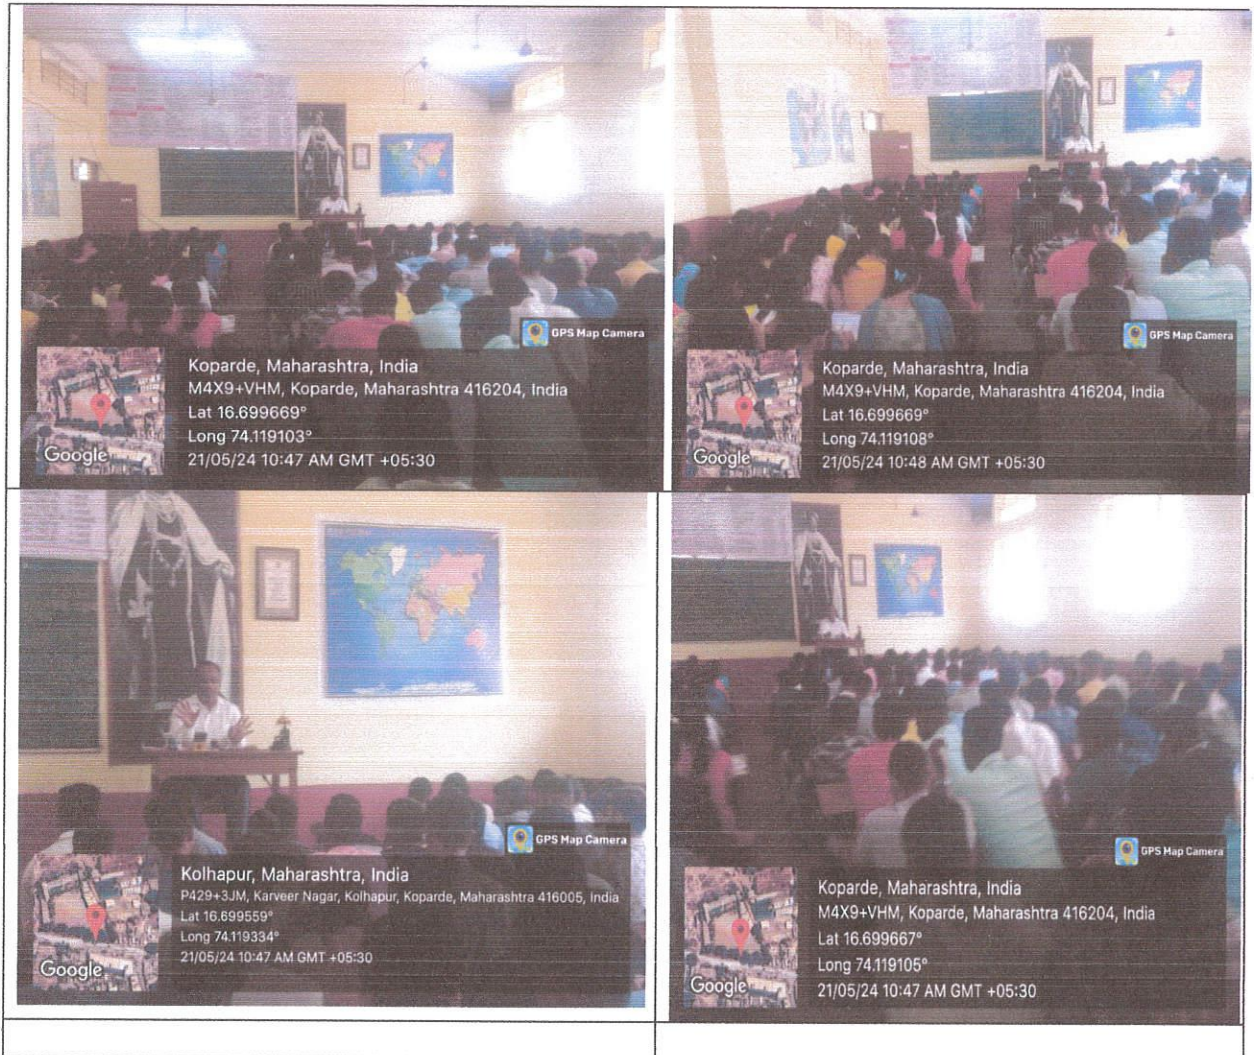 GPS Map Camera
Koparde, Maharashtra, India
M4X9+VHM, Koparde, Maharashtra 416204, India
Lat 16.699669°
Long 74.119103°
21/05/24 10:47 AM GMT +05:30
Google
GPS Map Camera
Koparde, Maharashtra, India
M4X9+VHM, Koparde, Maharashtra 416204, India
Lat 16.699669°
Long 74.119108°
21/05/24 10:48 AM GMT +05:30
Google
GPS Map Camera
Kolhapur, Maharashtra, India
P429+3JM, Karveer Nagar, Kolhapur, Koparde, Maharashtra 416005, India
Lat 16.699559°
Long 74.119334°
21/05/24 10:47 AM GMT +05:30
Google
GPS Map Camera
Koparde, Maharashtra, India
M4X9+VHM, Koparde, Maharashtra 416204, India
Lat 16.699667°
Long 74.119105°
21/05/24 10:47 AM GMT +05:30
Google